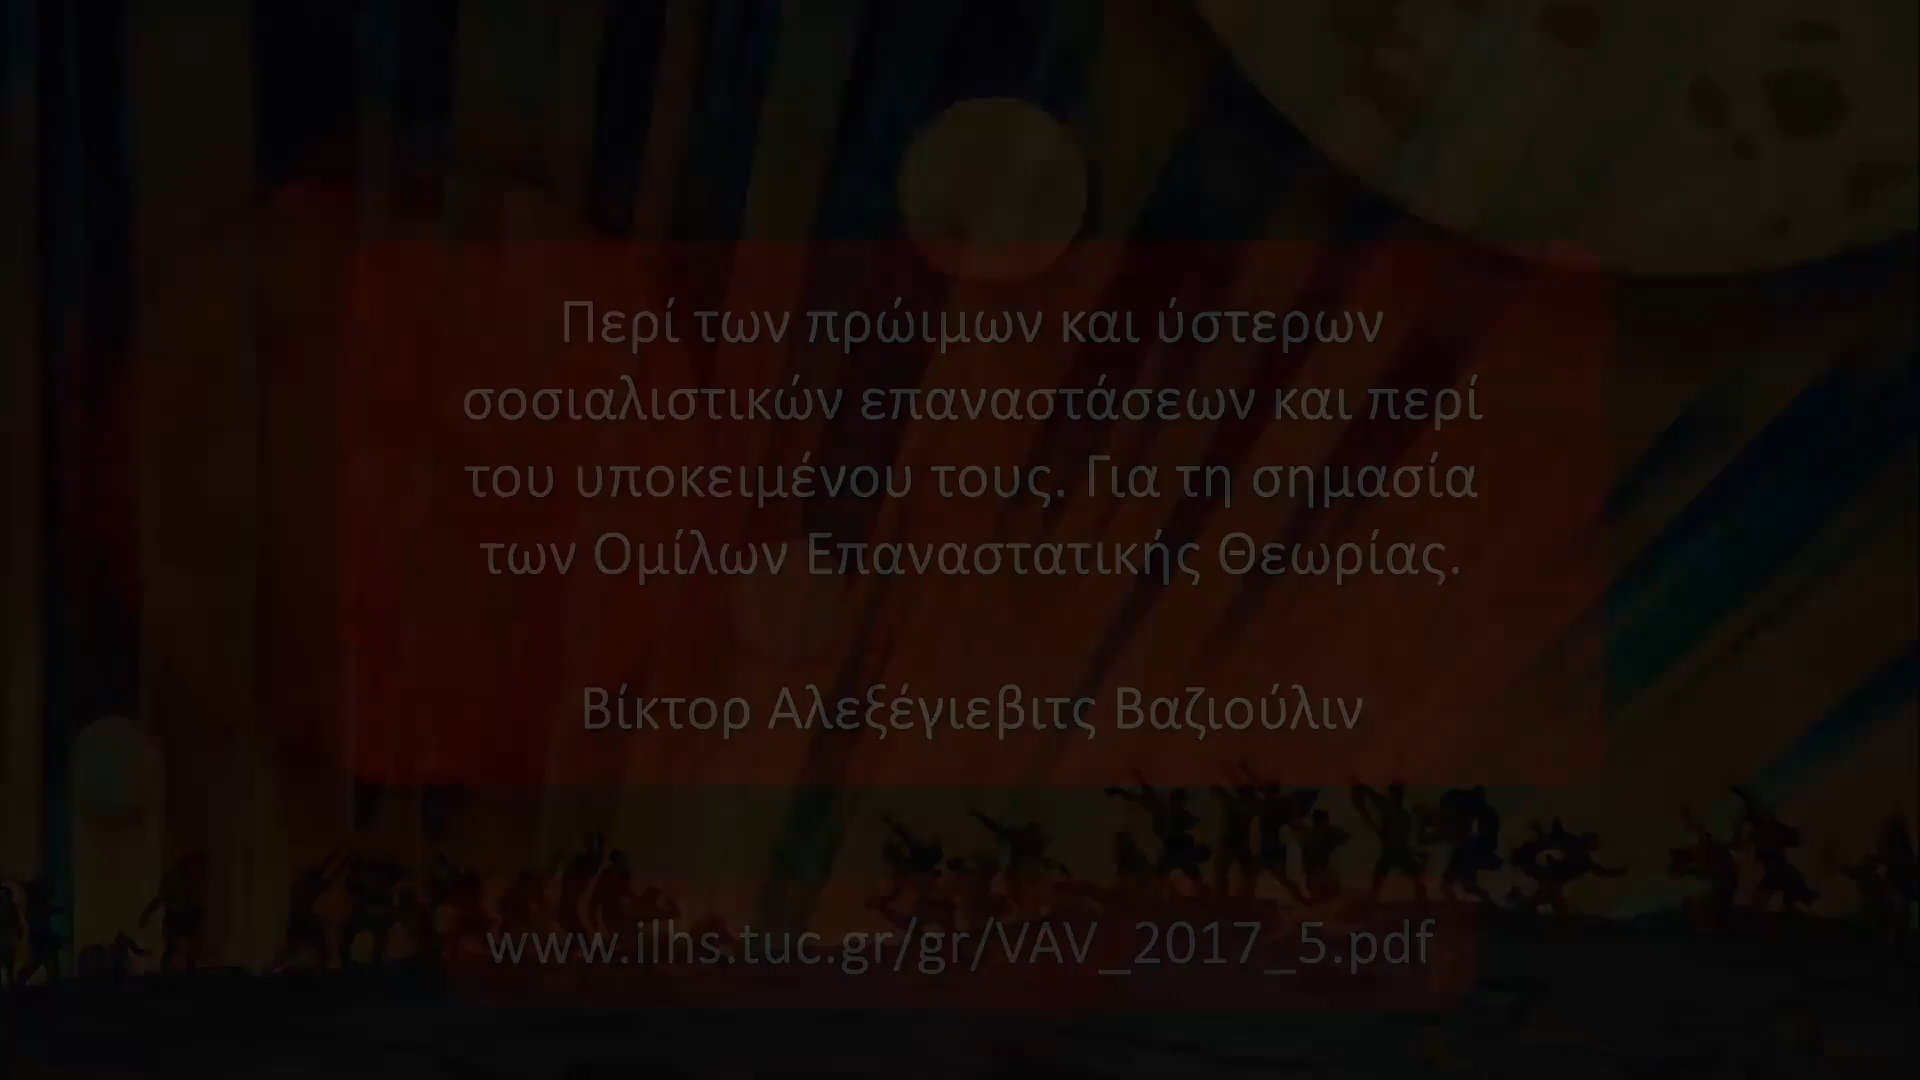 Περί των πρώιμων και ύστερων
σοσιαλιστικών επαναστάσεων και περί
του υποκειμένου τους. Για τη σημασία
των Ομίλων Επαναστατικής Θεωρίας.
Βίκτορ Αλεξέγιεβιτς Βαζιούλιν
www.ilhs.tuc.gr/gr/VAV_2017_5.pdf